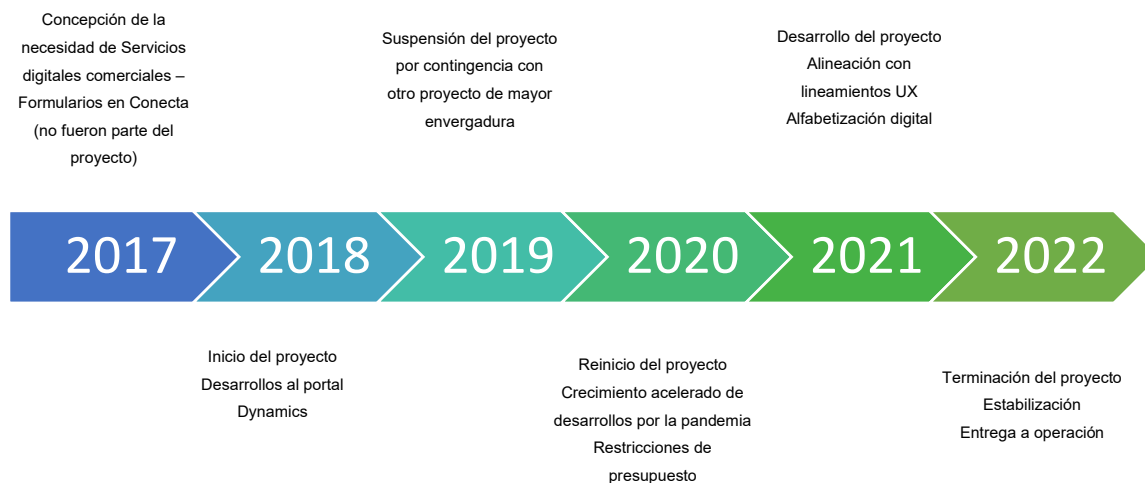 Concepción de la
necesidad de Servicios
digitales comerciales –
Formularios en Conecta
(no fueron parte del
proyecto)
Suspensión del proyecto
por contingencia con
otro proyecto de mayor
envergadura
Desarrollo del proyecto
Alineación con
lineamientos UX
Alfabetización digital
2017
2018
2019
2020
2021
2022
Inicio del proyecto
Desarrollos al portal
Dynamics
Reinicio del proyecto
Crecimiento acelerado de
desarrollos por la pandemia
Restricciones de
presupuesto
Terminación del proyecto
Estabilización
Entrega a operación